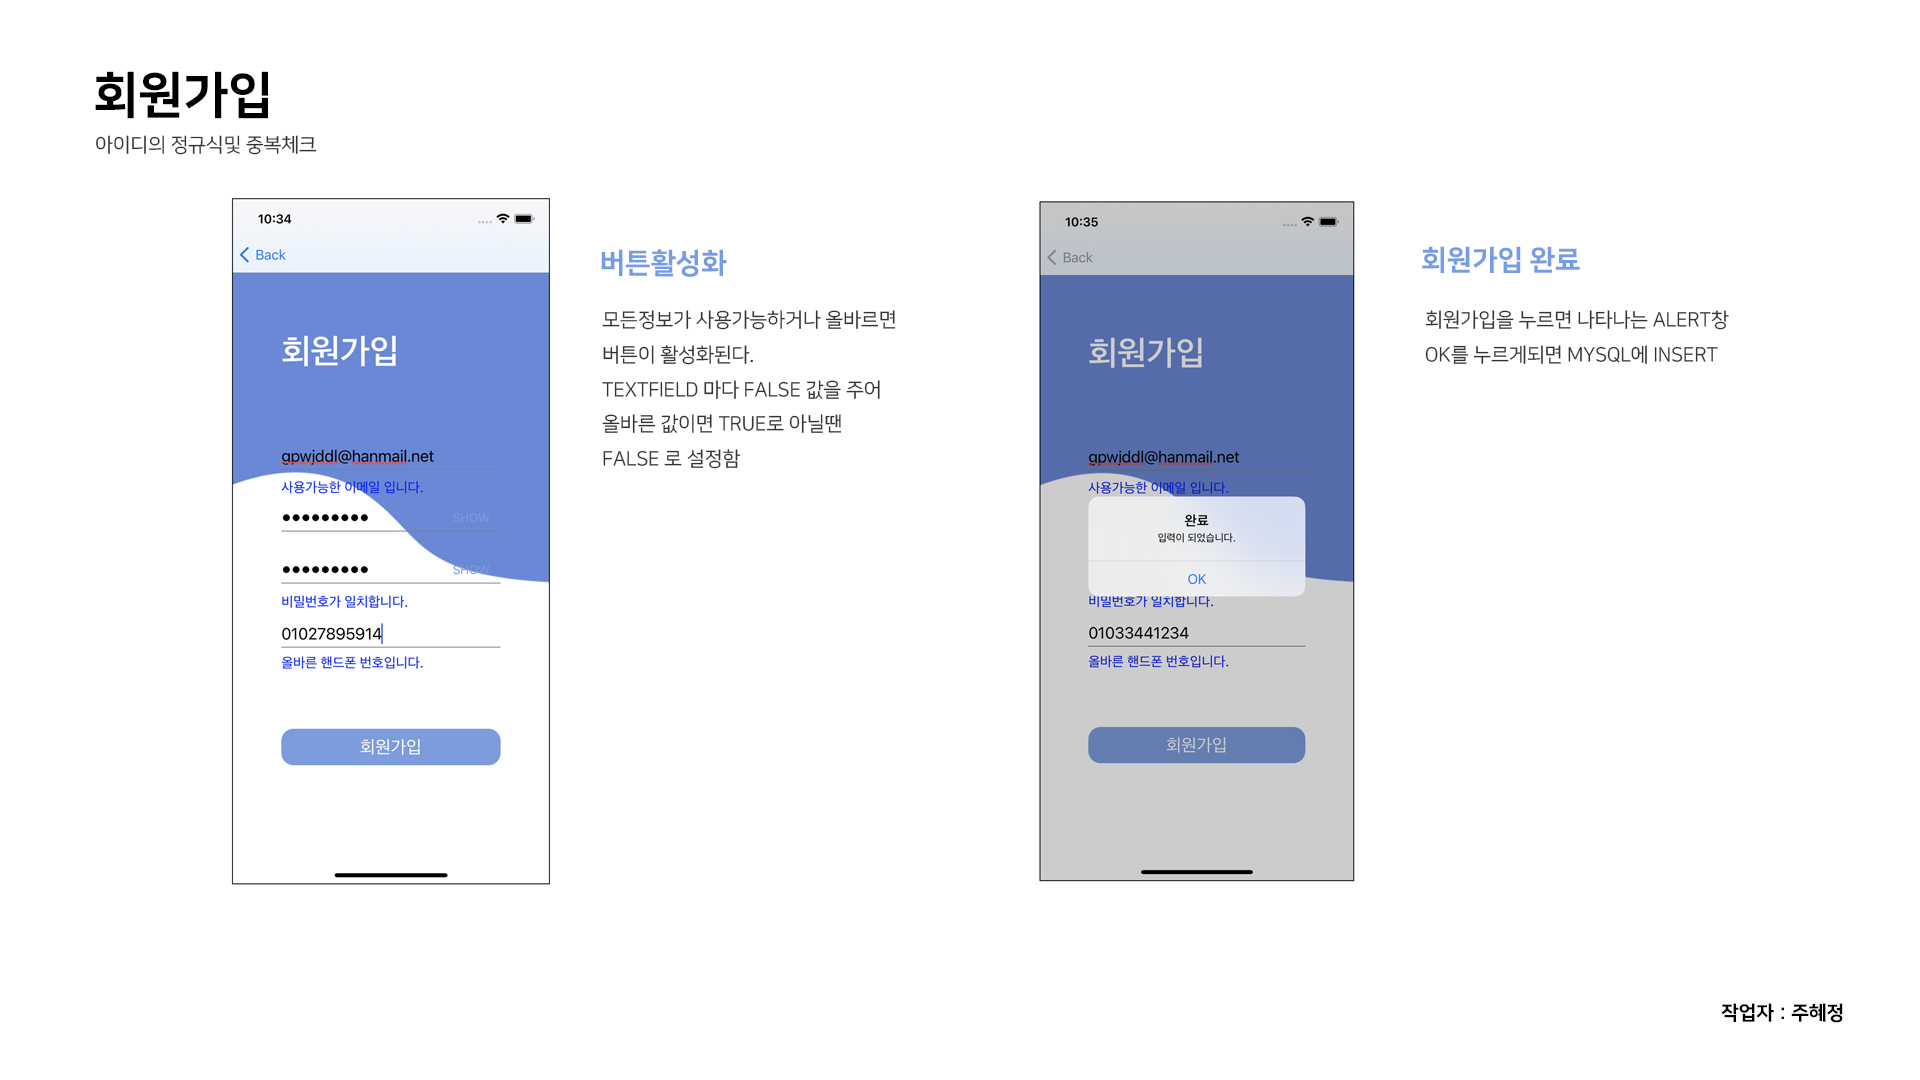 회원가입
아이디의 정규식및 중복체크
10:34
Back
회원가입
gpwjddl@hanmail.net
사용가능한 이메일 입니다.
SHOW
SHOW
비밀번호가 일치합니다.
01027895914
올바른 핸드폰 번호입니다.
회원가입
버튼활성화
모든정보가 사용가능하거나 올바르면
버튼이 활성화된다.
TEXTFIELD 마다 FALSE 값을 주어
올바른 값이면 TRUE로 아닐땐
FALSE 로 설정함
10:35
Back
회원가입
gpwjddl@hanmail.net
사용가능한 이메일 입니다.
완료
입력이 되었습니다.
OK
비밀번호가 일치합니다.
01033441234
올바른 핸드폰 번호입니다.
회원가입
회원가입 완료
회원가입을 누르면 나타나는 ALERT창
OK를 누르게되면 MYSQL에 INSERT
작업자 : 주혜정